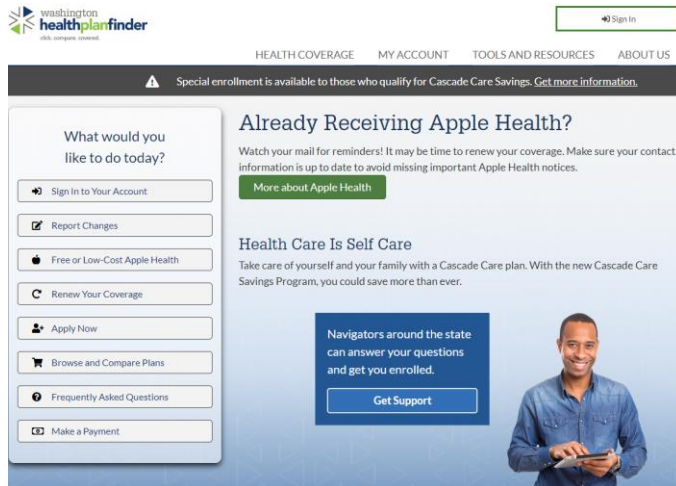 washington
healthplanfinder
click. compare. covered.
Sign In
HEALTH COVERAGE MY ACCOUNT TOOLS AND RESOURCES ABOUT US
Special enrollment is available to those who qualify for Cascade Care Savings. Get more information.
What would you
like to do today?
Sign In to Your Account
Report Changes
Free or Low-Cost Apple Health
Renew Your Coverage
Apply Now
Browse and Compare Plans
Frequently Asked Questions
Make a Payment
Already Receiving Apple Health?
Watch your mail for reminders! It may be time to renew your coverage. Make sure your contact
information is up to date to avoid missing important Apple Health notices.
More about Apple Health
Health Care Is Self Care
Take care of yourself and your family with a Cascade Care plan. With the new Cascade Care
Savings Program, you could save more than ever.
Navigators around the state
can answer your questions
and get you enrolled.
Get Support